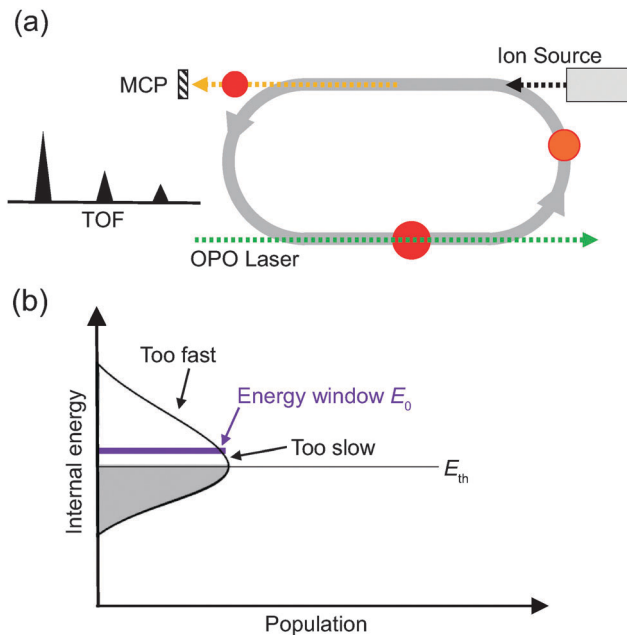 (a)
Ion Source
MCP
TOF
OPO Laser
(b)
Too fast
Energy window E₀
Too slow
Eₜₕ
Internal energy
Population